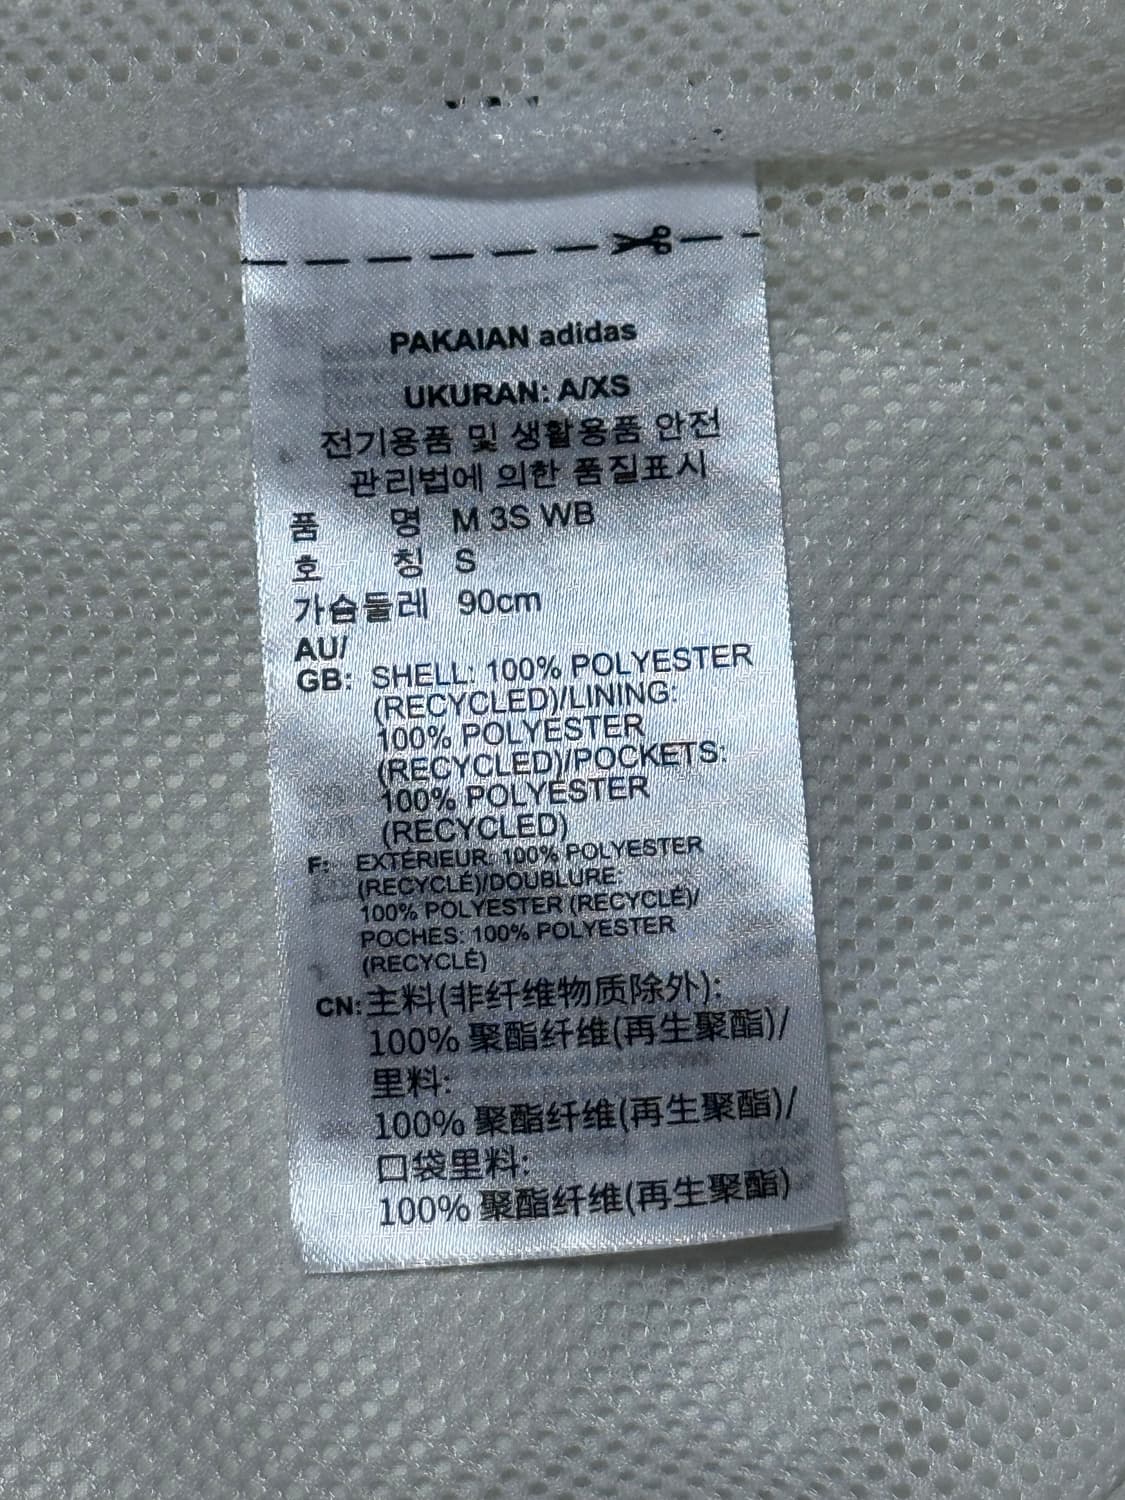 PAKAIAN adidas
UKURAN: A/XS
전기용품 및 생활용품 안전
관리법에 의한 품질표시
품 명 M 3S WB
호 칭 S
가슴둘레 90cm
AU/
GB: SHELL: 100% POLYESTER
(RECYCLED)/LINING:
100% POLYESTER
(RECYCLED)/POCKETS:
100% POLYESTER
(RECYCLED)
F: EXTÉRIEUR: 100% POLYESTER
(RECYCLÉ)/DOUBLURE:
100% POLYESTER (RECYCLÉ)/
POCHES: 100% POLYESTER
(RECYCLÉ)
CN: 主料(非纤维物质除外):
100% 聚酯纤维(再生聚酯)/
里料:
100% 聚酯纤维(再生聚酯)/
口袋里料:
100% 聚酯纤维(再生聚酯)